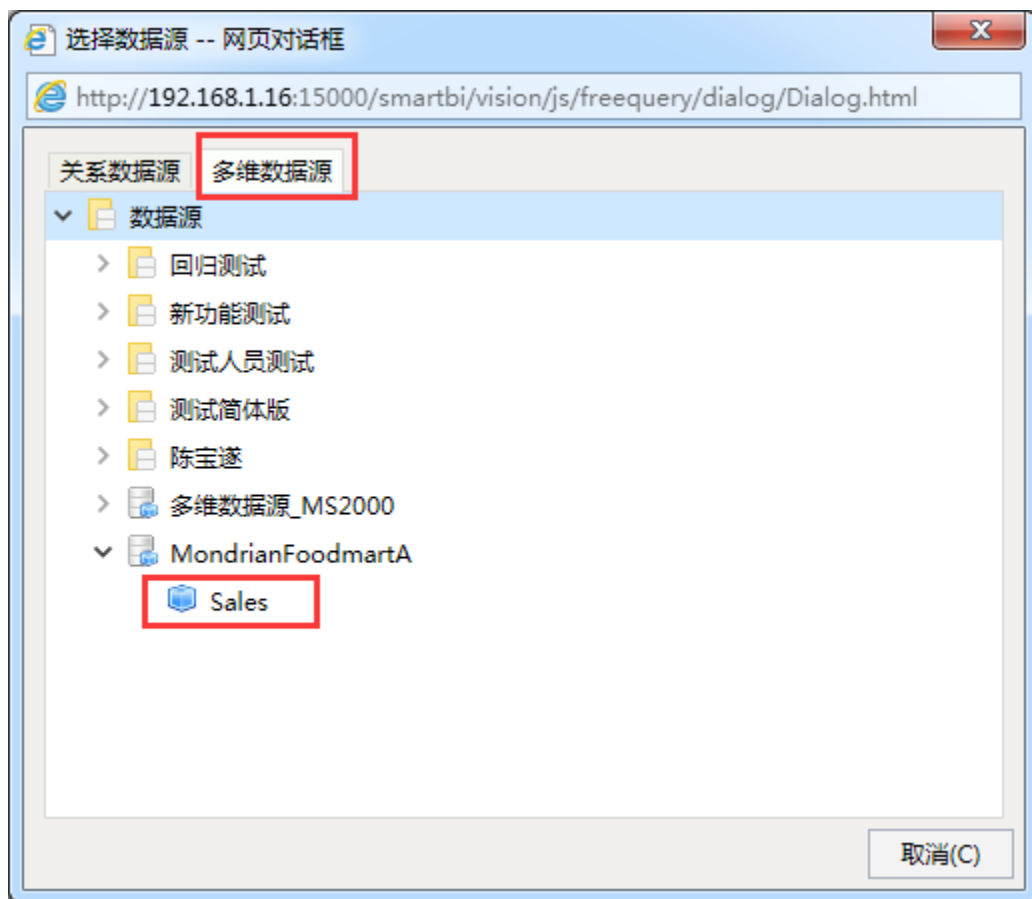 选择数据源 -- 网页对话框
http://192.168.1.16:15000/smartbi/vision/js/freequery/dialog/Dialog.html
关系数据源 多维数据源
数据源
回归测试
新功能测试
测试人员测试
测试简体版
陈宝遂
多维数据源_MS2000
MondrianFoodmartA
Sales
取消(C)